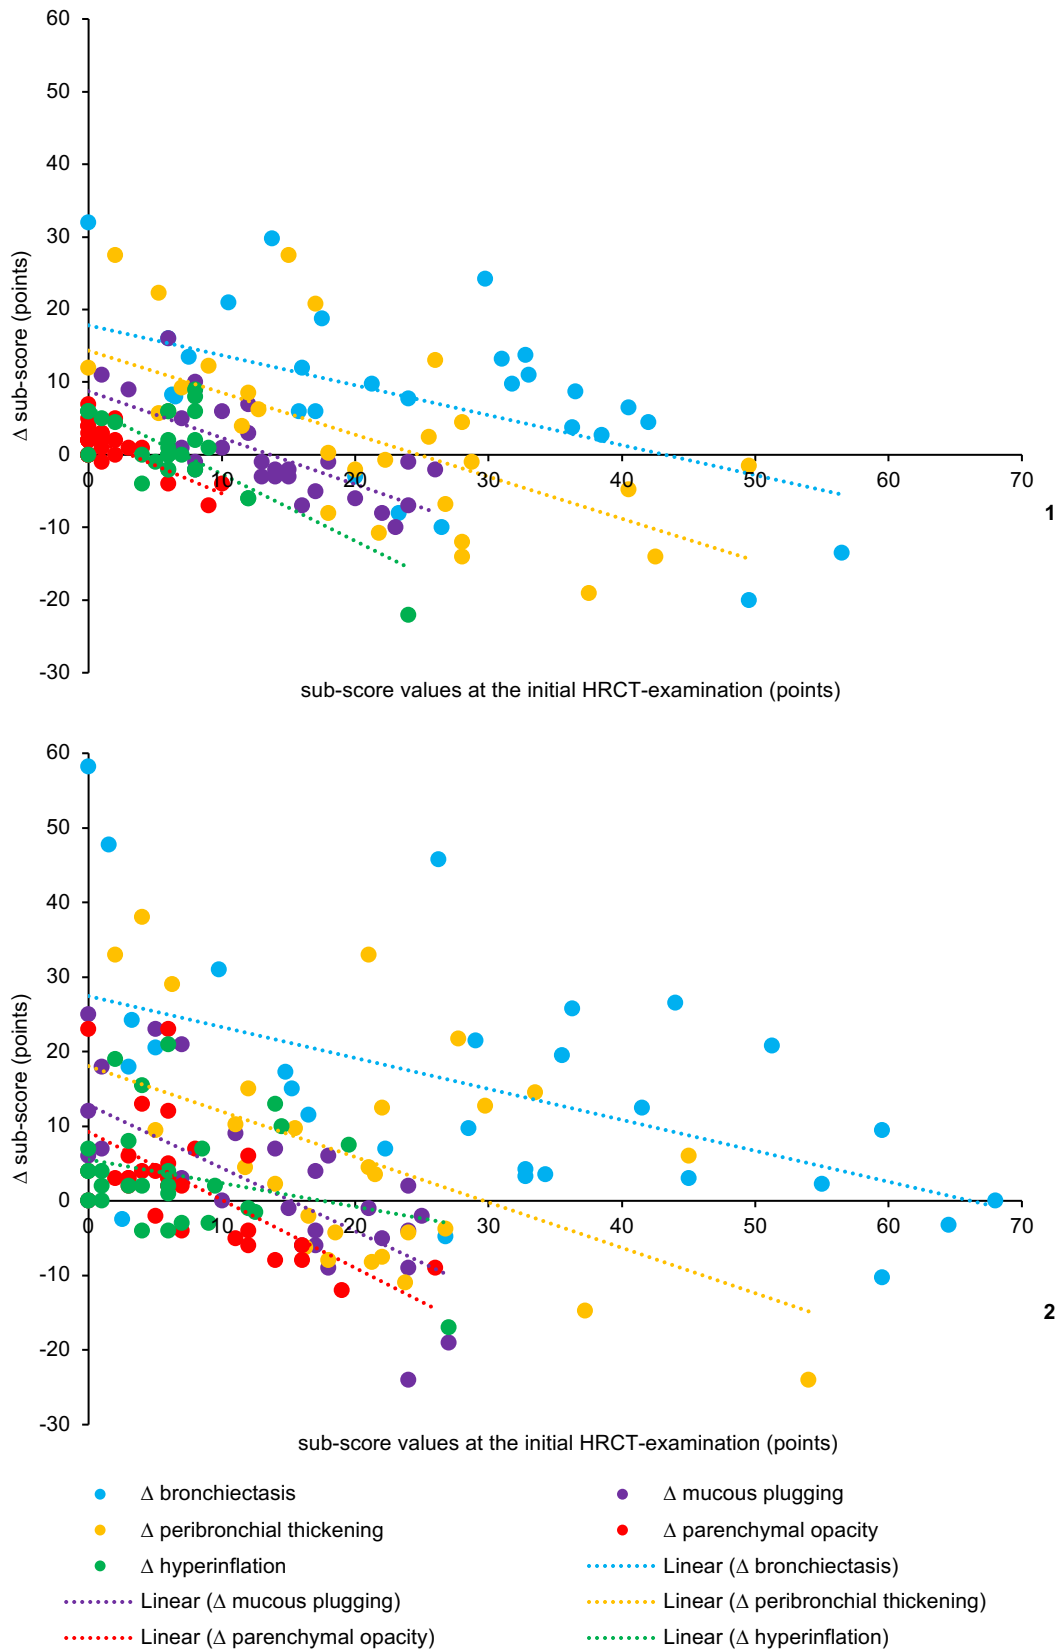 60
50
40
30
20
10
0
-10
-20
-30
0 10 20 30 40 50 60 70
Δ sub-score (points)
sub-score values at the initial HRCT-examination (points)
1
60
50
40
30
20
10
0
-10
-20
-30
0 10 20 30 40 50 60 70
Δ sub-score (points)
sub-score values at the initial HRCT-examination (points)
2
Δ bronchiectasis
Δ mucous plugging
Δ peribronchial thickening
Δ parenchymal opacity
Δ hyperinflation
Linear (Δ bronchiectasis)
Linear (Δ mucous plugging)
Linear (Δ peribronchial thickening)
Linear (Δ parenchymal opacity)
Linear (Δ hyperinflation)